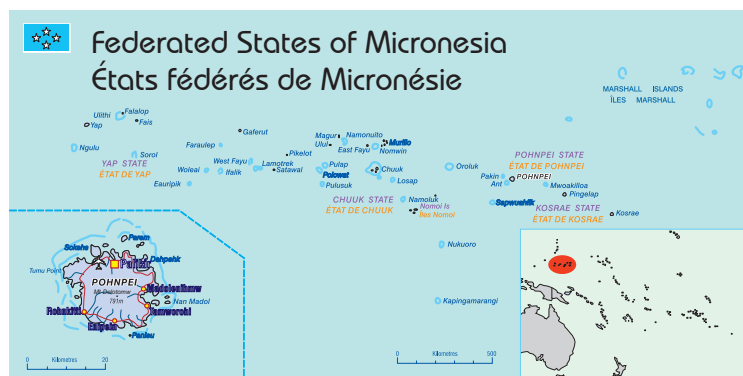 Federated States of Micronesia
États fédérés de Micronésie
MARSHALL ISLANDS
ÎLES MARSHALL
Ulithi
Falalop
Yap
Fais
Gaferut
Magur
Namonuito
Murilo
Ulul
East Fayu
Nomwin
Ngulu
Sorol
Faraulep
Pikelot
YAP STATE
ÉTAT DE YAP
West Fayu
Lamotrek
Woleai
Ifalik
Satawal
Eauripik
Pulap
Polowat
Pulusuk
Chuuk
Losap
Oroluk
POHNPEI STATE
ÉTAT DE POHNPEI
Pakin
POHNPEI
Ant
Mwoakilloa
Pingelap
CHUUK STATE
ÉTAT DE CHUUK
Namoluk
Nomoi Is
Îles Nomoi
Sapwuahfik
KOSRAE STATE
ÉTAT DE KOSRAE
Kosrae
Nukuoro
Kapingamarangi
Parem
Sokehs
Dehpehk
Tumu Point
Palikir
POHNPEI
791m
Nan Madol
0 Kilometres 20
0 Kilometres 500